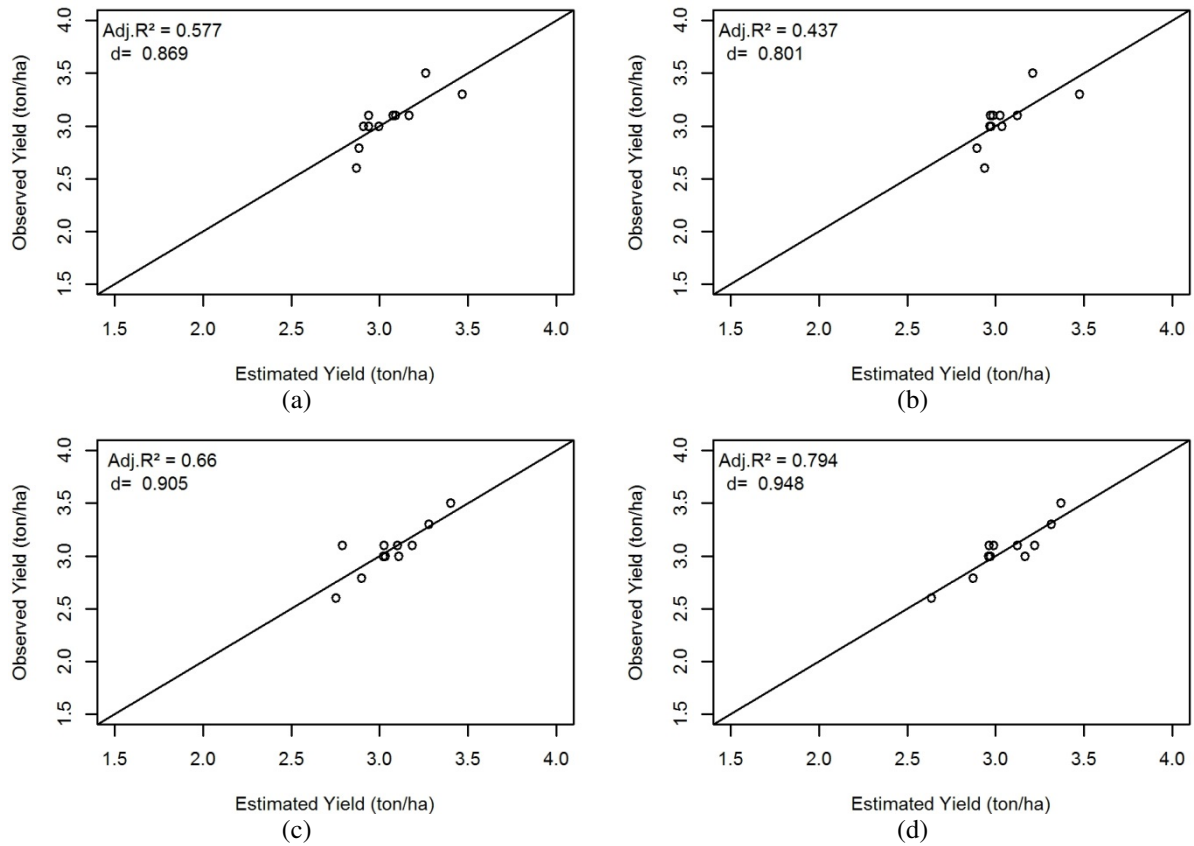 Adj.R² = 0.577
d= 0.869
Observed Yield (ton/ha)
4.0
3.5
3.0
2.5
2.0
1.5
1.5 2.0 2.5 3.0 3.5 4.0
Estimated Yield (ton/ha)
(a)
Adj.R² = 0.437
d= 0.801
Observed Yield (ton/ha)
4.0
3.5
3.0
2.5
2.0
1.5
1.5 2.0 2.5 3.0 3.5 4.0
Estimated Yield (ton/ha)
(b)
Adj.R² = 0.66
d= 0.905
Observed Yield (ton/ha)
4.0
3.5
3.0
2.5
2.0
1.5
1.5 2.0 2.5 3.0 3.5 4.0
Estimated Yield (ton/ha)
(c)
Adj.R² = 0.794
d= 0.948
Observed Yield (ton/ha)
4.0
3.5
3.0
2.5
2.0
1.5
1.5 2.0 2.5 3.0 3.5 4.0
Estimated Yield (ton/ha)
(d)